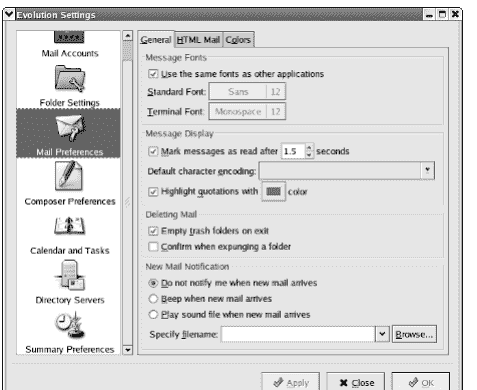 Evolution Settings
Mail Accounts
Folder Settings
Mail Preferences
Composer Preferences
Calendar and Tasks
Directory Servers
Summary Preferences
General HTML Mail Colors
Message Fonts
Use the same fonts as other applications
Standard Font: Sans 12
Terminal Font: Monospace 12
Message Display
Mark messages as read after 1.5 seconds
Default character encoding:
Highlight quotations with color
Deleting Mail
Empty trash folders on exit
Confirm when expunging a folder
New Mail Notification
Do not notify me when new mail arrives
Beep when new mail arrives
Play sound file when new mail arrives
Specify filename: Browse...
Apply Close OK